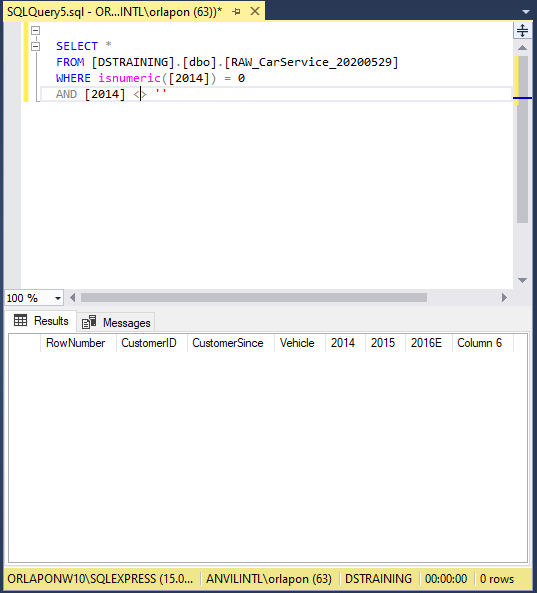 SQLQuery5.sql - OR...INTL\orlapon (63))*
SELECT *
FROM [DSTRAINING].[dbo].[RAW_CarService_20200529]
WHERE isnumeric([2014]) = 0
AND [2014] <> ''
100 %
Results Messages
RowNumber CustomerID CustomerSince Vehicle 2014 2015 2016E Column 6
ORLAPONW10\SQLEXPRESS (15.0... ANVILINTL\orlapon (63) DSTRAINING 00:00:00 0 rows